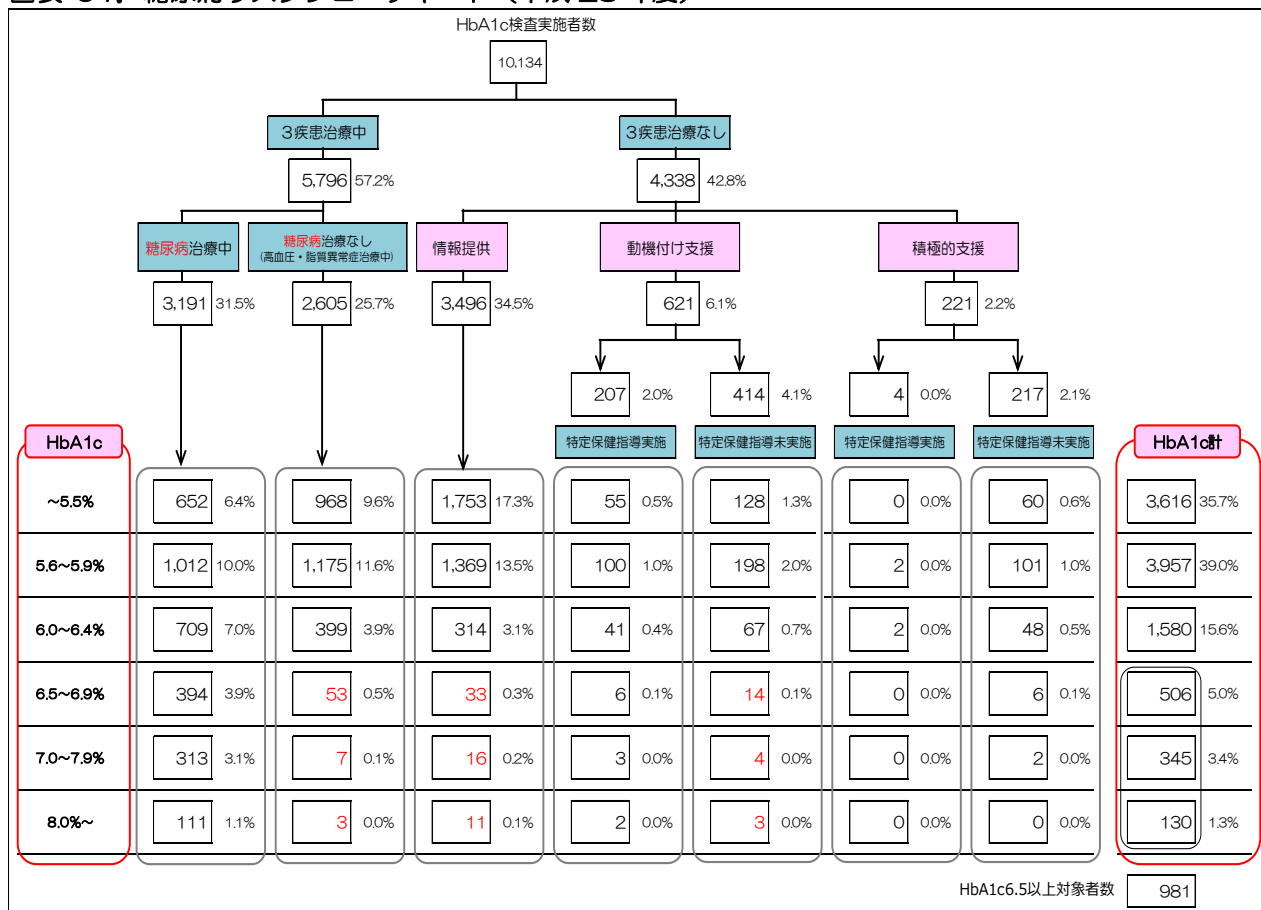 HbA1c検査実施者数
10,134
3疾患治療中
3疾患治療なし
5,796 57.2%
4,338 42.8%
糖尿病治療中
糖尿病治療なし
(高血圧・脂質異常症治療中)
情報提供
動機付け支援
積極的支援
3,191 31.5%
2,605 25.7%
3,496 34.5%
621 6.1%
221 2.2%
207 2.0%
414 4.1%
4 0.0%
217 2.1%
HbA1c
特定保健指導実施
特定保健指導未実施
特定保健指導実施
特定保健指導未実施
HbA1c計
~5.5% 652 6.4% 968 9.6% 1,753 17.3% 55 0.5% 128 1.3% 0 0.0% 60 0.6% 3,616 35.7%
5.6~5.9% 1,012 10.0% 1,175 11.6% 1,369 13.5% 100 1.0% 198 2.0% 2 0.0% 101 1.0% 3,957 39.0%
6.0~6.4% 709 7.0% 399 3.9% 314 3.1% 41 0.4% 67 0.7% 2 0.0% 48 0.5% 1,580 15.6%
6.5~6.9% 394 3.9% 53 0.5% 33 0.3% 6 0.1% 14 0.1% 0 0.0% 6 0.1% 506 5.0%
7.0~7.9% 313 3.1% 7 0.1% 16 0.2% 3 0.0% 4 0.0% 0 0.0% 2 0.0% 345 3.4%
8.0%~ 111 1.1% 3 0.0% 11 0.1% 2 0.0% 3 0.0% 0 0.0% 0 0.0% 130 1.3%
HbA1c6.5以上対象者数 981